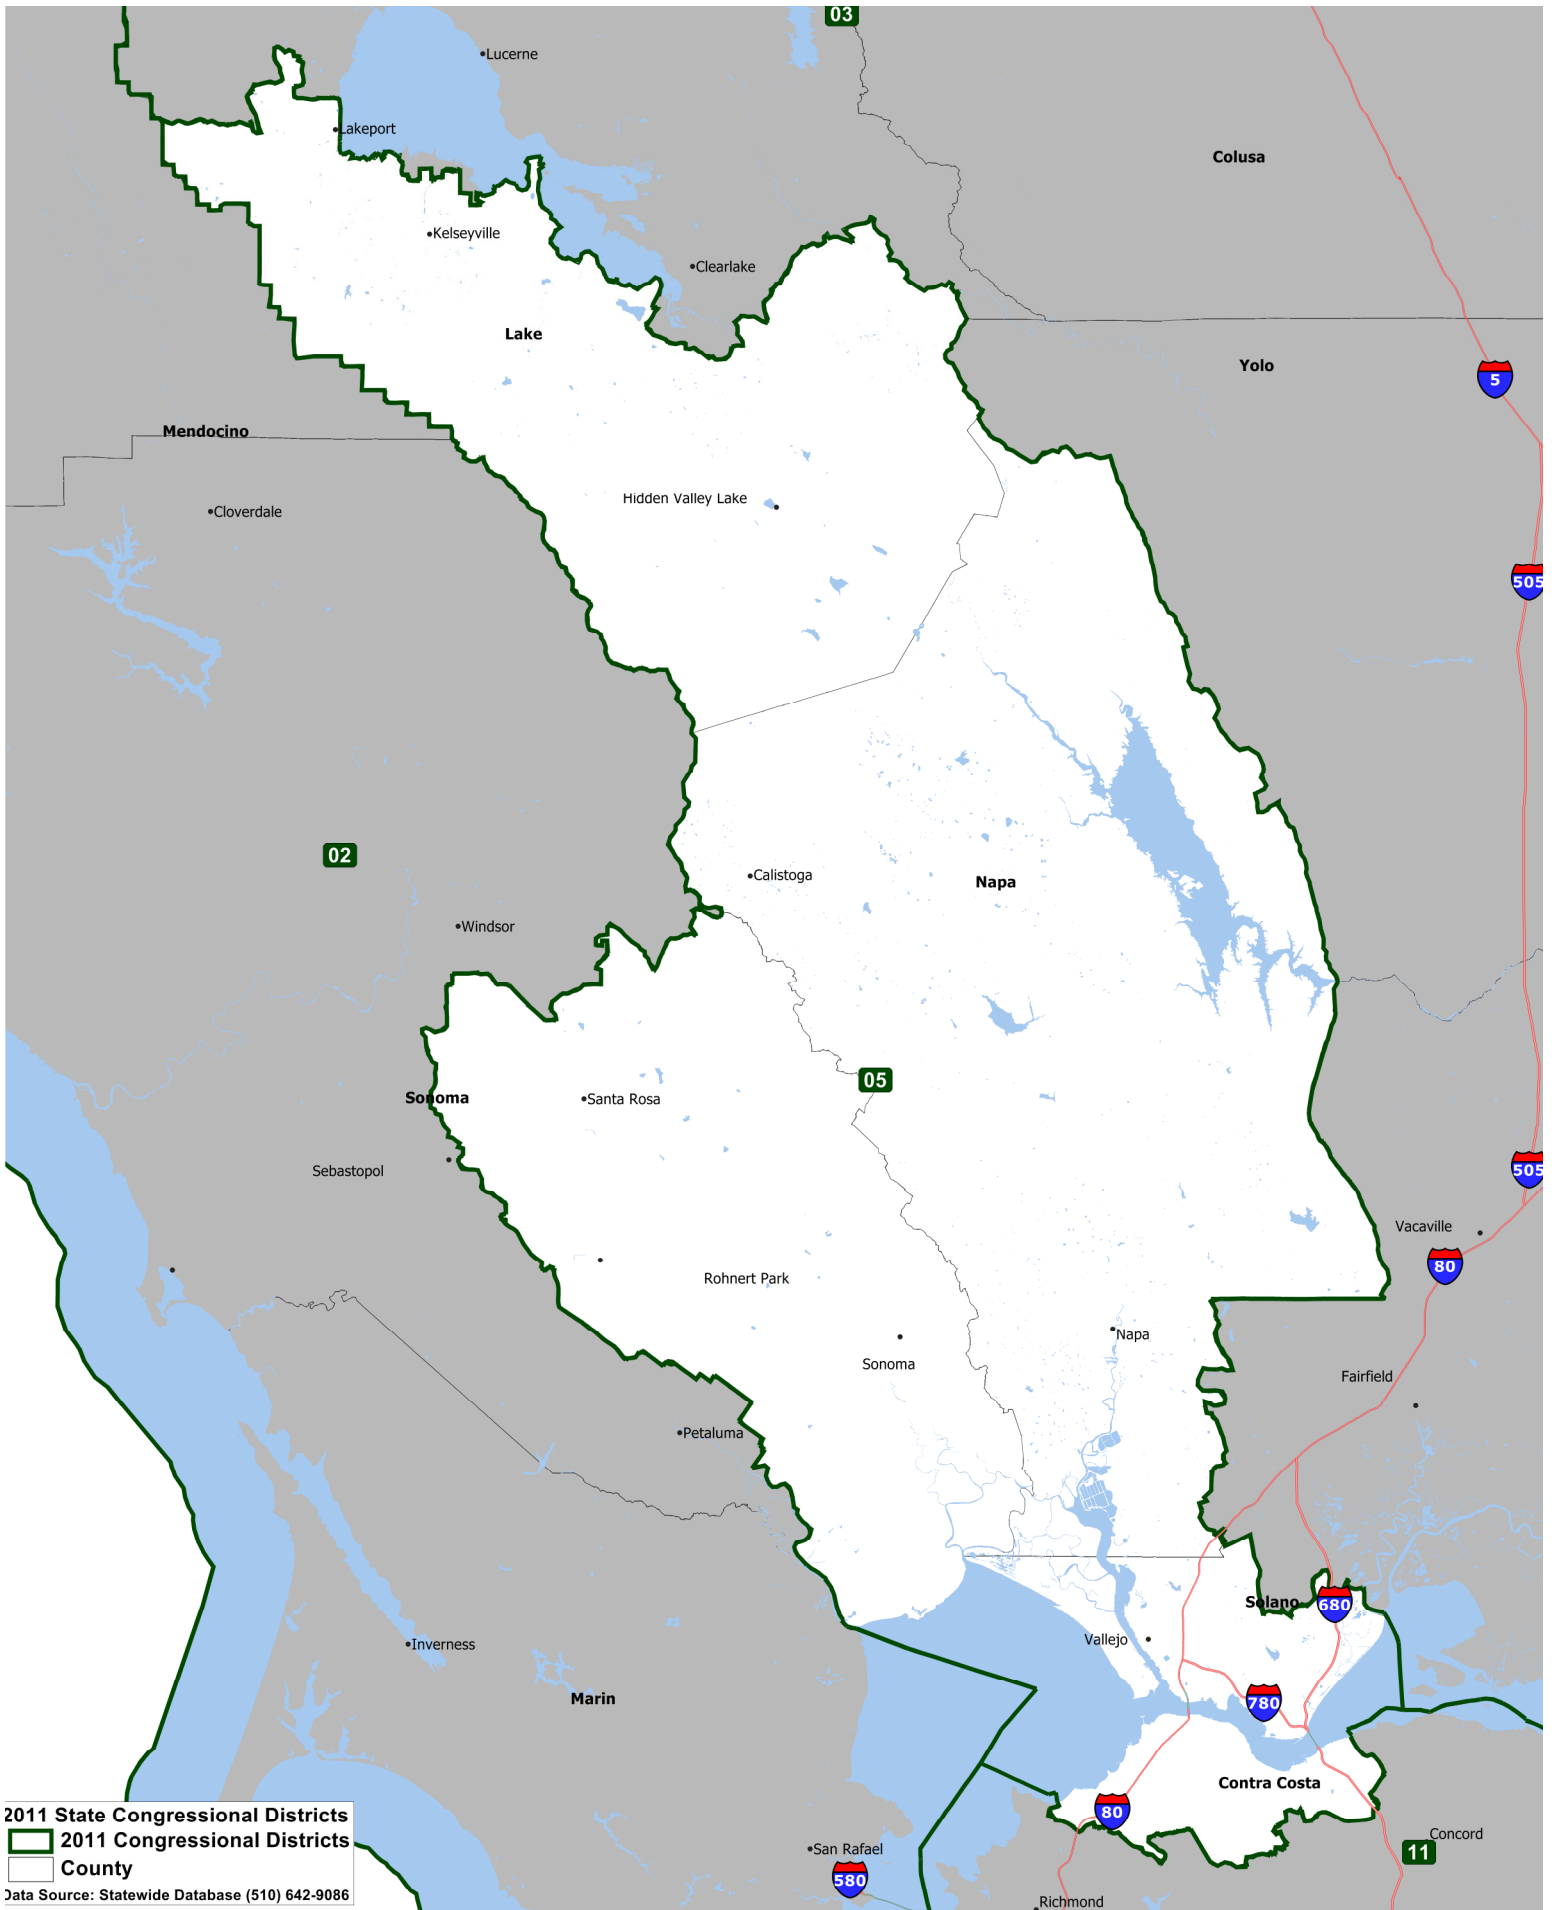 03
Lucerne
Lakeport
Colusa
Kelseyville
Clearlake
Lake
Yolo
5
Mendocino
Hidden Valley Lake
Cloverdale
505
02
Calistoga
Napa
Windsor
05
Sonoma
Santa Rosa
Sebastopol
505
Vacaville
80
Rohnert Park
Napa
Sonoma
Fairfield
Petaluma
Solano
680
Vallejo
Inverness
Marin
780
Contra Costa
80
2011 State Congressional Districts
2011 Congressional Districts
County
Data Source: Statewide Database (510) 642-9086
San Rafael
580
Concord
11
Richmond